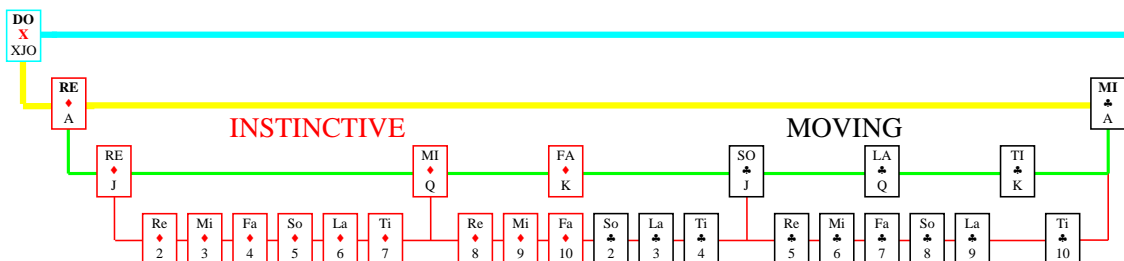 DO
X
XJO
RE
♦
A
MI
♣
A
INSTINCTIVE
MOVING
RE
♦
J
MI
♦
Q
FA
♦
K
SO
♣
J
LA
♣
Q
TI
♣
K
Re
♦
2
Mi
♦
3
Fa
♦
4
So
♦
5
La
♦
6
Ti
♦
7
Re
♦
8
Mi
♦
9
Fa
♦
10
So
♣
2
La
♣
3
Ti
♣
4
Re
♣
5
Mi
♣
6
Fa
♣
7
So
♣
8
La
♣
9
Ti
♣
10